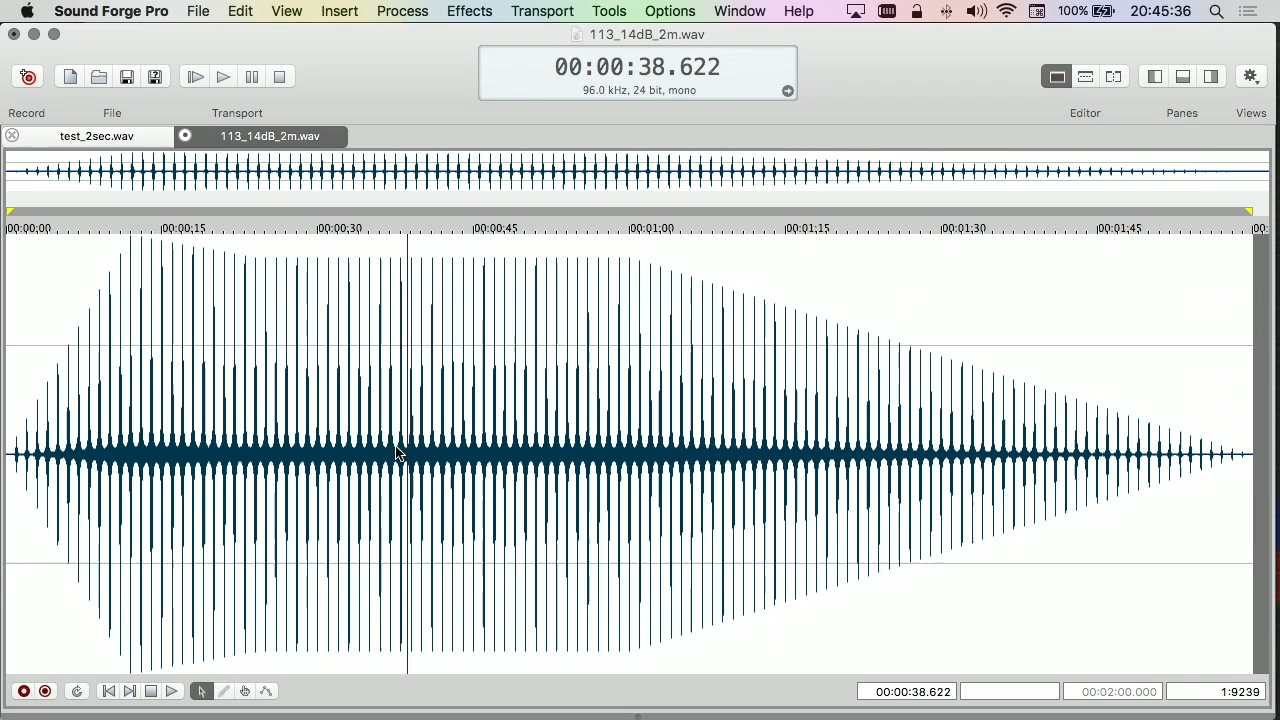 Sound Forge Pro File Edit View Insert Process Effects Transport Tools Options Window Help 100% 20:45:36
113_14dB_2m.wav
00:00:38.622
96.0 kHz, 24 bit, mono
Record File Transport Editor Panes Views
test_2sec.wav 113_14dB_2m.wav
00:00:00 00:00:15 00:00:30 00:00:45 00:01:00 00:01:15 00:01:30 00:01:45 00:
00:00:38.622 00:02:00.000 1:9239